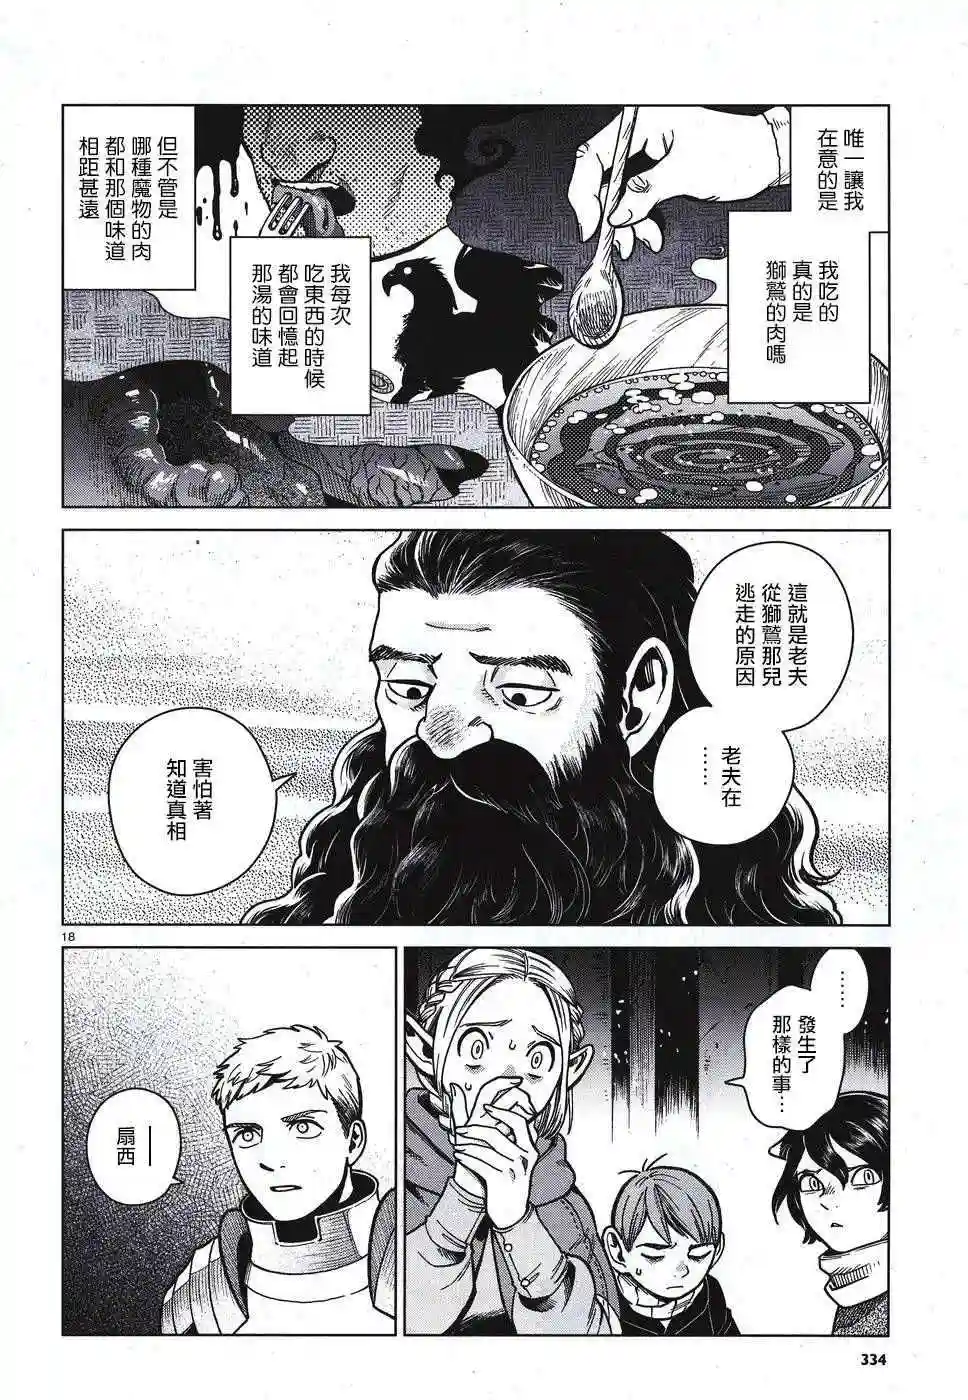 唯一讓我
在意的是
我吃的
真的是
獅鷲的肉嗎
我每次
吃東西的時候
都會回憶起
那湯的味道
但不管是
哪種魔物的肉
都和那個味道
相距甚遠
這就是老夫
從獅鷲那兒
逃走的原因
老夫在
……
害怕著
知道真相
18
……
發生了
那樣的事…
扇西
——
334